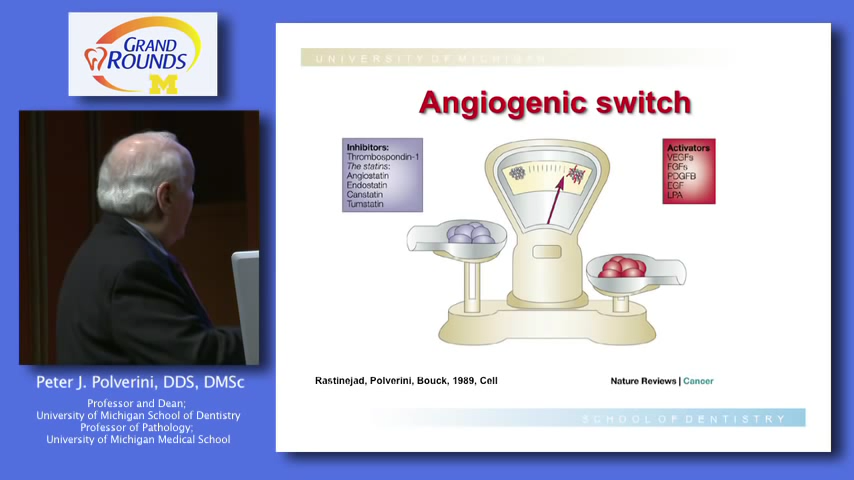 GRAND
ROUNDS
M
Peter J. Polverini, DDS, DMSc
Professor and Dean;
University of Michigan School of Dentistry
Professor of Pathology;
University of Michigan Medical School
UNIVERSITY OF MICHIGAN
Angiogenic switch
Inhibitors:
Thrombospondin-1
The statins:
Angiostatin
Endostatin
Canstatin
Tumstatin
Activators
VEGFs
FGFs
PDGFB
EGF
LPA
Rastinejad, Polverini, Bouck, 1989, Cell
Nature Reviews | Cancer
SCHOOL OF DENTISTRY